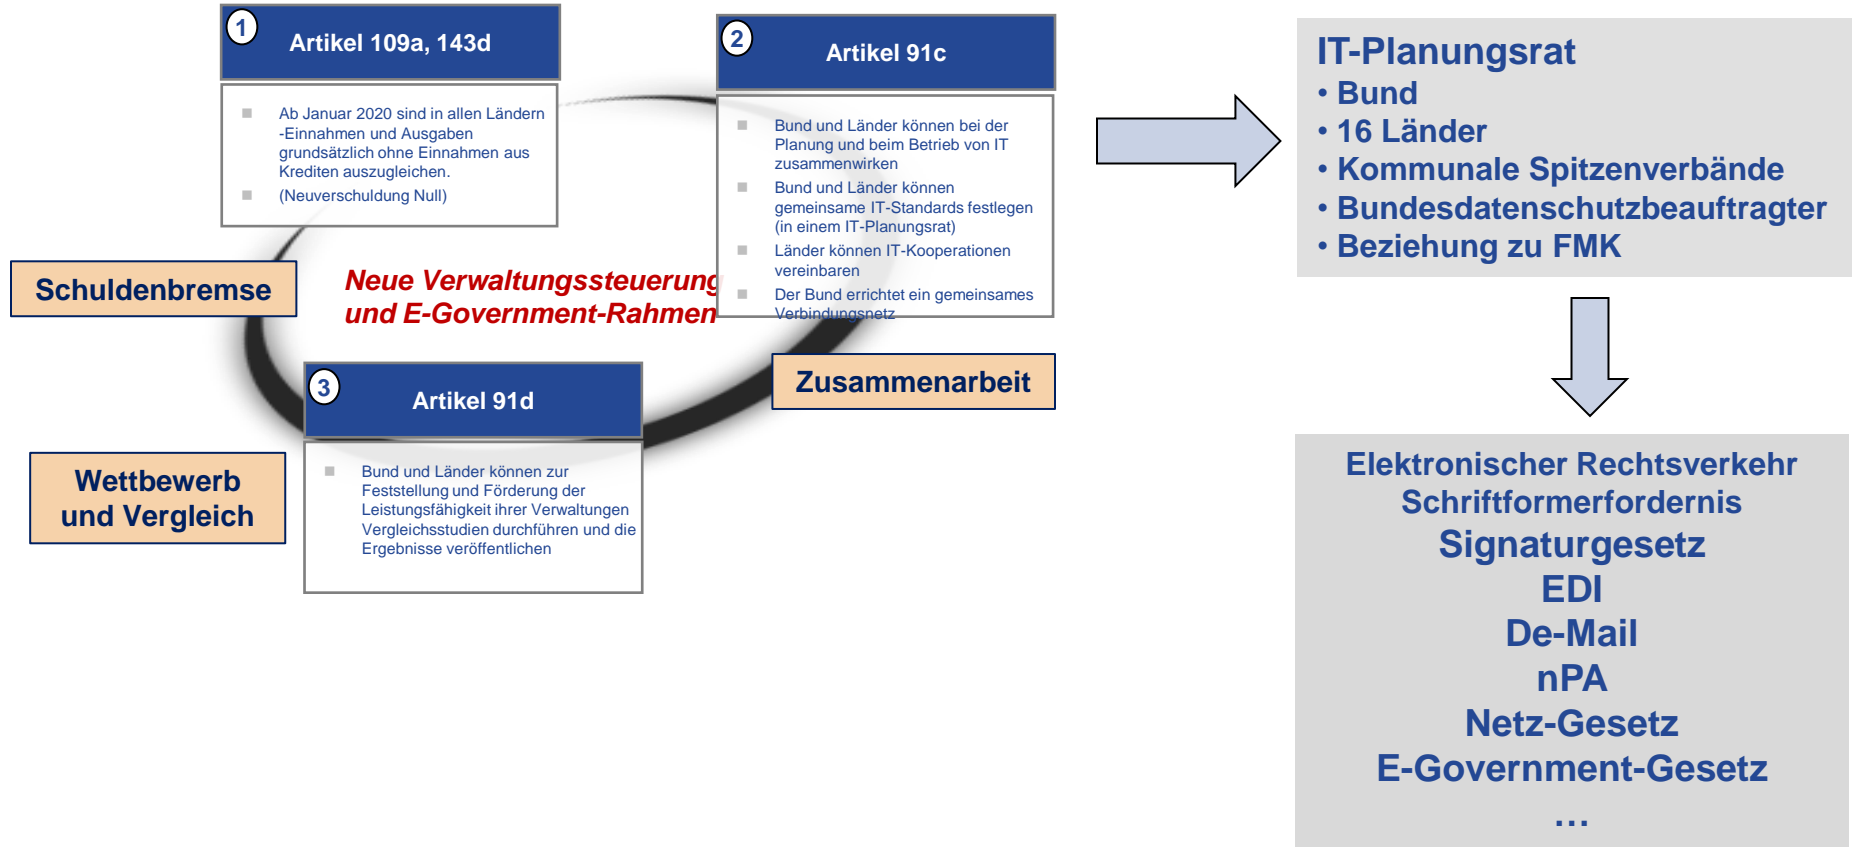 1
Artikel 109a, 143d
Ab Januar 2020 sind in allen Ländern
-Einnahmen und Ausgaben
grundsätzlich ohne Einnahmen aus
Krediten auszugleichen.
(Neuverschuldung Null)
Schuldenbremse
2
Artikel 91c
Bund und Länder können bei der
Planung und beim Betrieb von IT
zusammenwirken
Bund und Länder können
gemeinsame IT-Standards festlegen
(in einem IT-Planungsrat)
Länder können IT-Kooperationen
vereinbaren
Der Bund errichtet ein gemeinsames
Verbindungsnetz
Zusammenarbeit
Neue Verwaltungssteuerung
und E-Government-Rahmen
3
Artikel 91d
Bund und Länder können zur
Feststellung und Förderung der
Leistungsfähigkeit ihrer Verwaltungen
Vergleichsstudien durchführen und die
Ergebnisse veröffentlichen
Wettbewerb
und Vergleich
IT-Planungsrat
• Bund
• 16 Länder
• Kommunale Spitzenverbände
• Bundesdatenschutzbeauftragter
• Beziehung zu FMK
Elektronischer Rechtsverkehr
Schriftformerfordernis
Signaturgesetz
EDI
De-Mail
nPA
Netz-Gesetz
E-Government-Gesetz
…